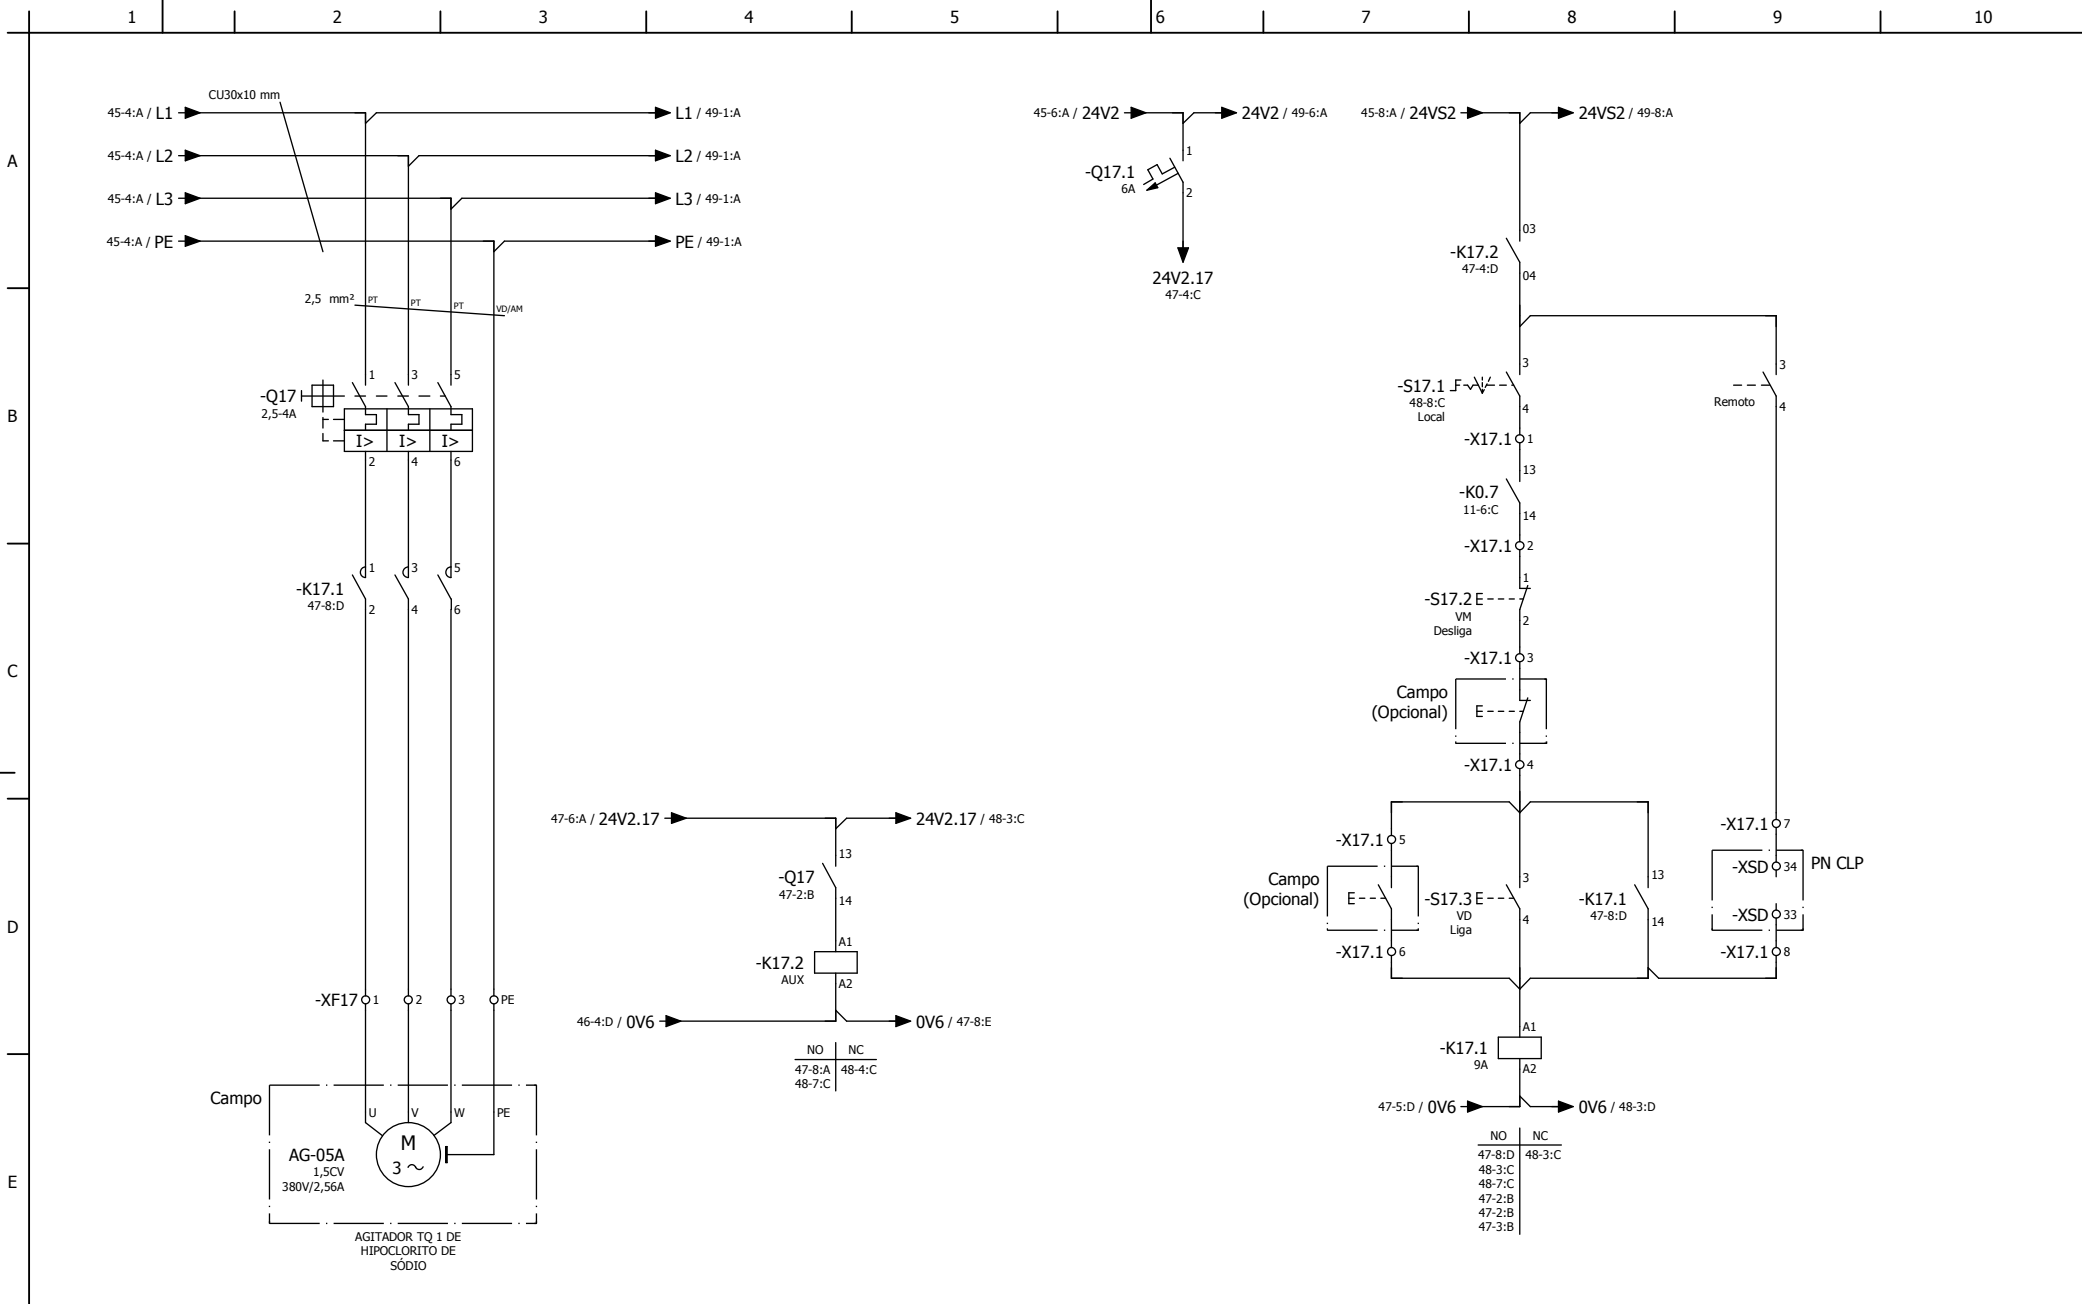 1 2 3 4 5 6 7 8 9 10
A
B
C
D
E
CU30x10 mm
45-4:A / L1
L1 / 49-1:A
45-4:A / L2
L2 / 49-1:A
45-4:A / L3
L3 / 49-1:A
45-4:A / PE
PE / 49-1:A
2,5 mm²
PT PT PT VD/AM
1 3 5
-Q17
2,5-4A
I> I> I>
2 4 6
1 3 5
-K17.1
47-8:D
2 4 6
-XF17 1 2 3 PE
Campo
U V W PE
AG-05A
1,5CV
380V/2,56A
M
3 ~
AGITADOR TQ 1 DE
HIPOCLORITO DE
SÓDIO
47-6:A / 24V2.17
24V2.17 / 48-3:C
13
-Q17
47-2:B
14
A1
-K17.2
AUX
A2
46-4:D / 0V6
0V6 / 47-8:E
NO NC
47-8:A 48-4:C
48-7:C
45-6:A / 24V2
24V2 / 49-6:A
1
-Q17.1
6A
2
24V2.17
47-4:C
45-8:A / 24VS2
24VS2 / 49-8:A
03
-K17.2
47-4:D
04
3
-S17.1
48-8:C
Local
4
3
Remoto
4
-X17.1 1
13
-K0.7
11-6:C
14
-X17.1 2
1
-S17.2 E
VM
Desliga
2
-X17.1 3
Campo
(Opcional)
E
-X17.1 4
-X17.1 5
Campo
(Opcional)
E
-X17.1 6
3
-S17.3 E
VD
Liga
4
13
-K17.1
47-8:D
14
-X17.1 7
-XSD 34
PN CLP
-XSD 33
-X17.1 8
A1
-K17.1
9A
A2
47-5:D / 0V6
0V6 / 48-3:D
NO NC
47-8:D 48-3:C
48-3:C
48-7:C
47-2:B
47-2:B
47-3:B